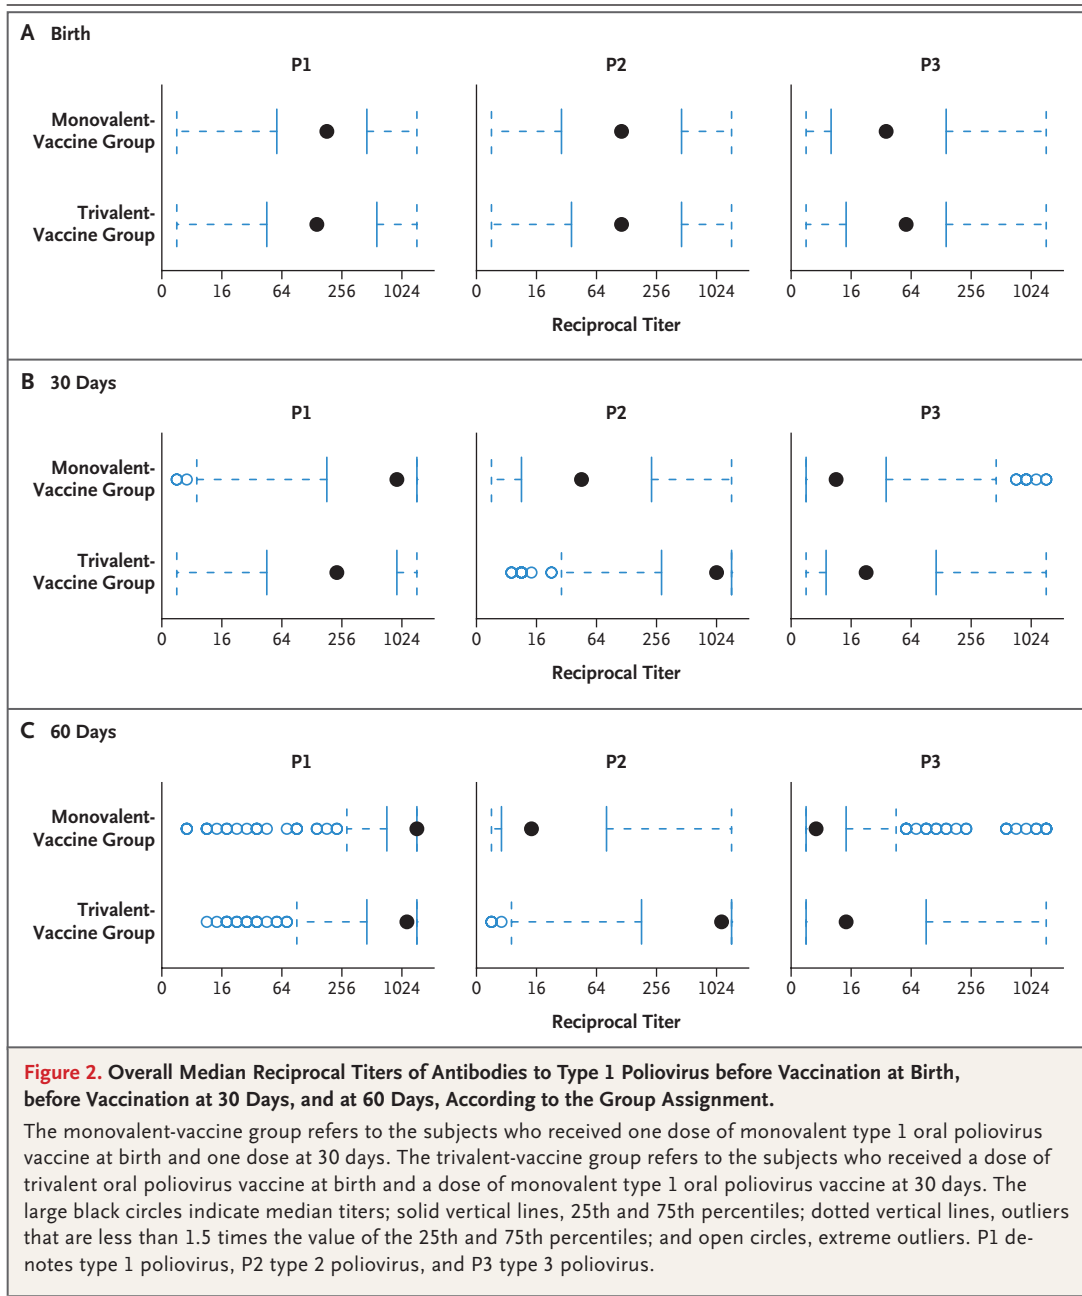 A Birth
P1 P2 P3
Monovalent-
Vaccine Group
Trivalent-
Vaccine Group
0 16 64 256 1024 0 16 64 256 1024 0 16 64 256 1024
Reciprocal Titer
B 30 Days
P1 P2 P3
Monovalent-
Vaccine Group
Trivalent-
Vaccine Group
0 16 64 256 1024 0 16 64 256 1024 0 16 64 256 1024
Reciprocal Titer
C 60 Days
P1 P2 P3
Monovalent-
Vaccine Group
Trivalent-
Vaccine Group
0 16 64 256 1024 0 16 64 256 1024 0 16 64 256 1024
Reciprocal Titer
Figure 2. Overall Median Reciprocal Titers of Antibodies to Type 1 Poliovirus before Vaccination at Birth,
before Vaccination at 30 Days, and at 60 Days, According to the Group Assignment.
The monovalent-vaccine group refers to the subjects who received one dose of monovalent type 1 oral poliovirus
vaccine at birth and one dose at 30 days. The trivalent-vaccine group refers to the subjects who received a dose of
trivalent oral poliovirus vaccine at birth and a dose of monovalent type 1 oral poliovirus vaccine at 30 days. The
large black circles indicate median titers; solid vertical lines, 25th and 75th percentiles; dotted vertical lines, outliers
that are less than 1.5 times the value of the 25th and 75th percentiles; and open circles, extreme outliers. P1 de-
notes type 1 poliovirus, P2 type 2 poliovirus, and P3 type 3 poliovirus.